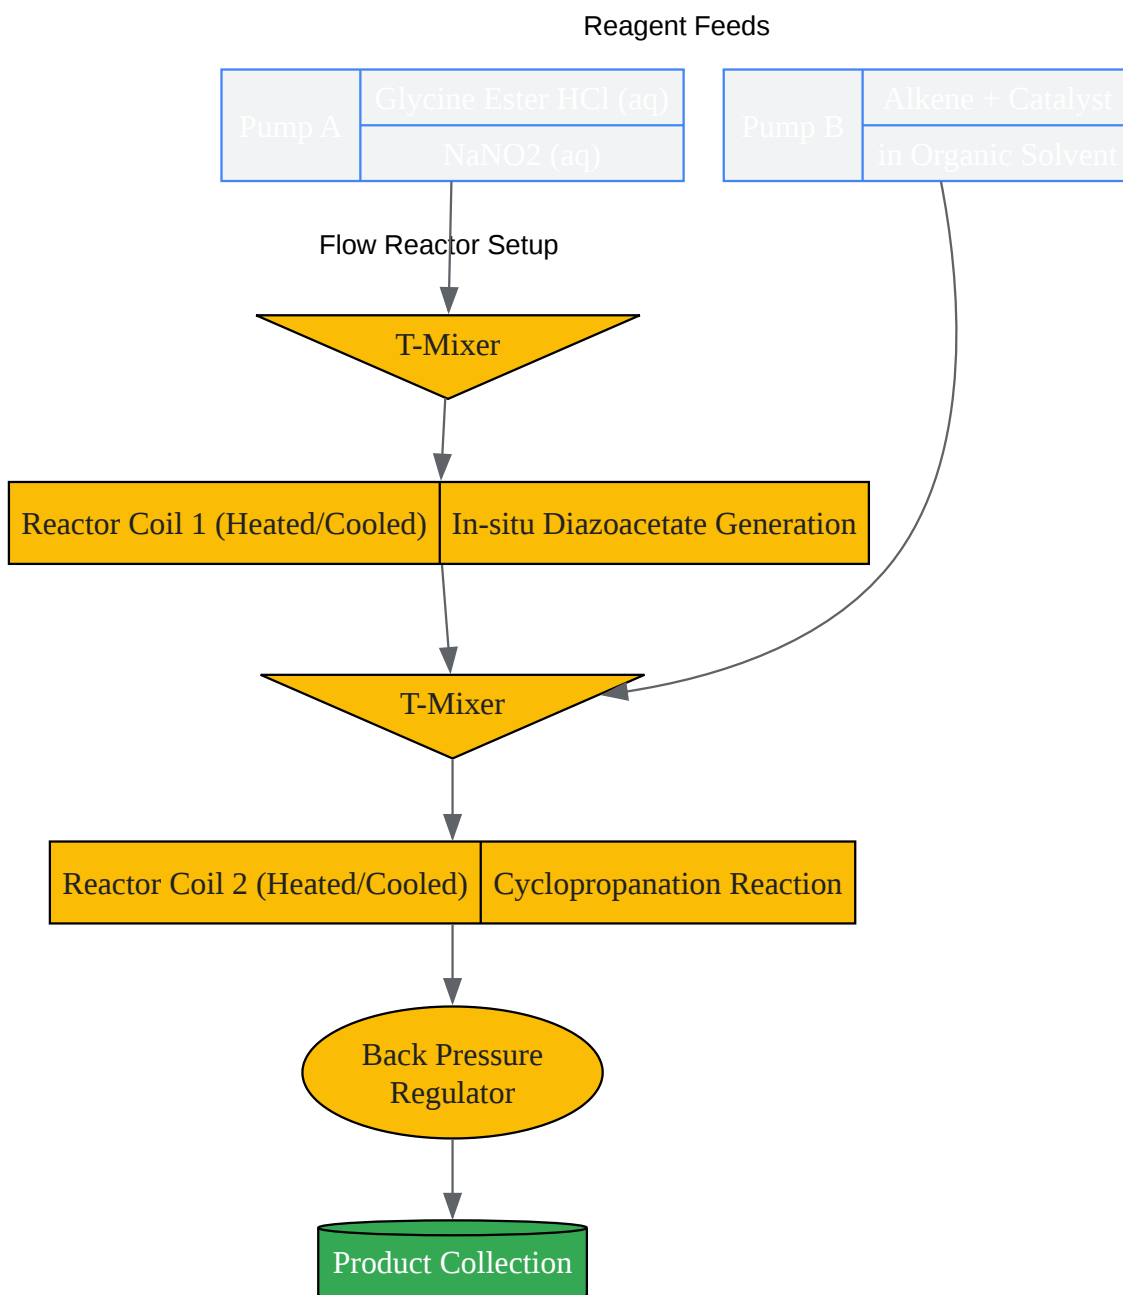 Reagent Feeds
Pump A
Glycine Ester HCl (aq)
NaNO2 (aq)
Pump B
Alkene + Catalyst
in Organic Solvent
Flow Reactor Setup
T-Mixer
Reactor Coil 1 (Heated/Cooled)
In-situ Diazoacetate Generation
T-Mixer
Reactor Coil 2 (Heated/Cooled)
Cyclopropanation Reaction
Back Pressure
Regulator
Product Collection